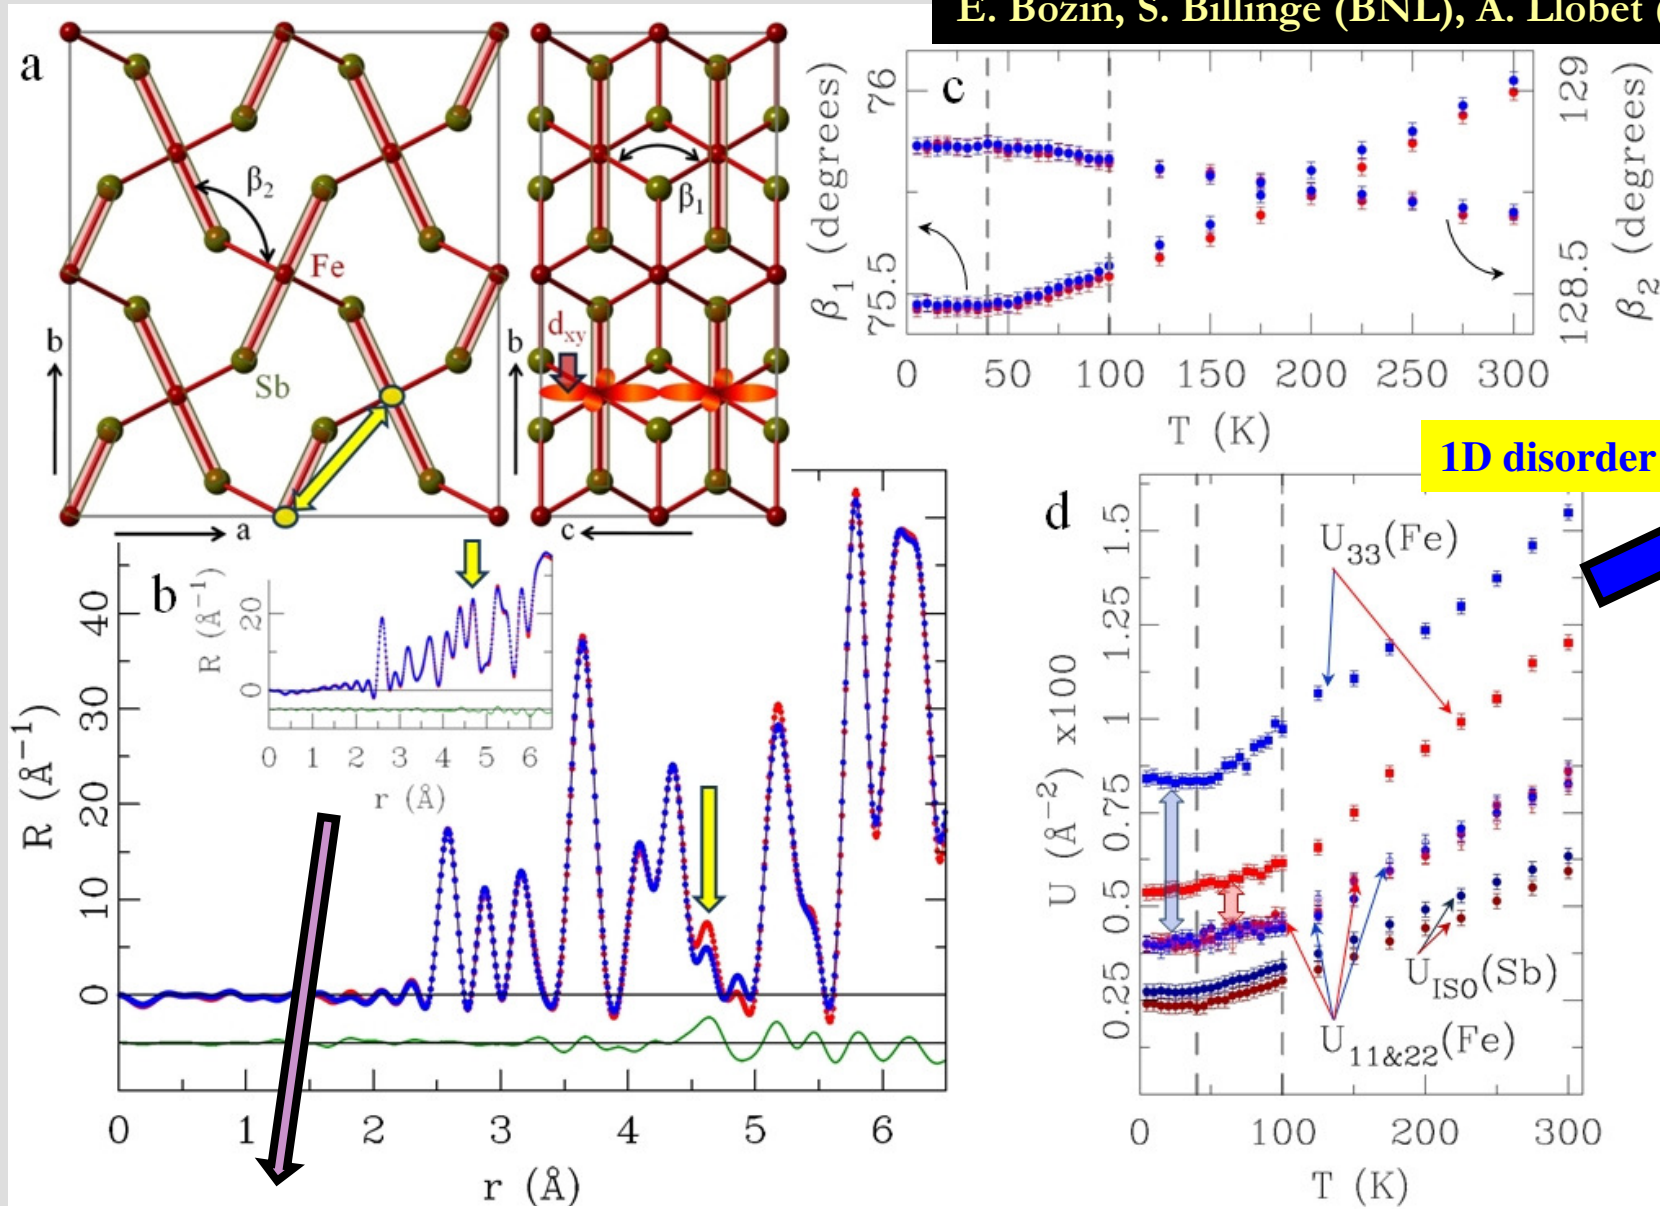 E. Bozin, S. Billinge (BNL), A. Llobet (
a
β2
Fe
Sb
b
a
β1
dxy
b
c
c
β1 (degrees)
75.5 76
β2 (degrees)
128.5 129
0 50 100 150 200 250 300
T (K)
1D disorder
b
R (Å⁻¹)
0 10 20 30 40
0 1 2 3 4 5 6
r (Å)
R (Å⁻¹)
0 20
0 1 2 3 4 5 6
r (Å)
d
U33(Fe)
UISO(Sb)
U11&22(Fe)
U (Å⁻²) x100
0.25 0.5 0.75 1 1.25 1.5
0 100 200 300
T (K)